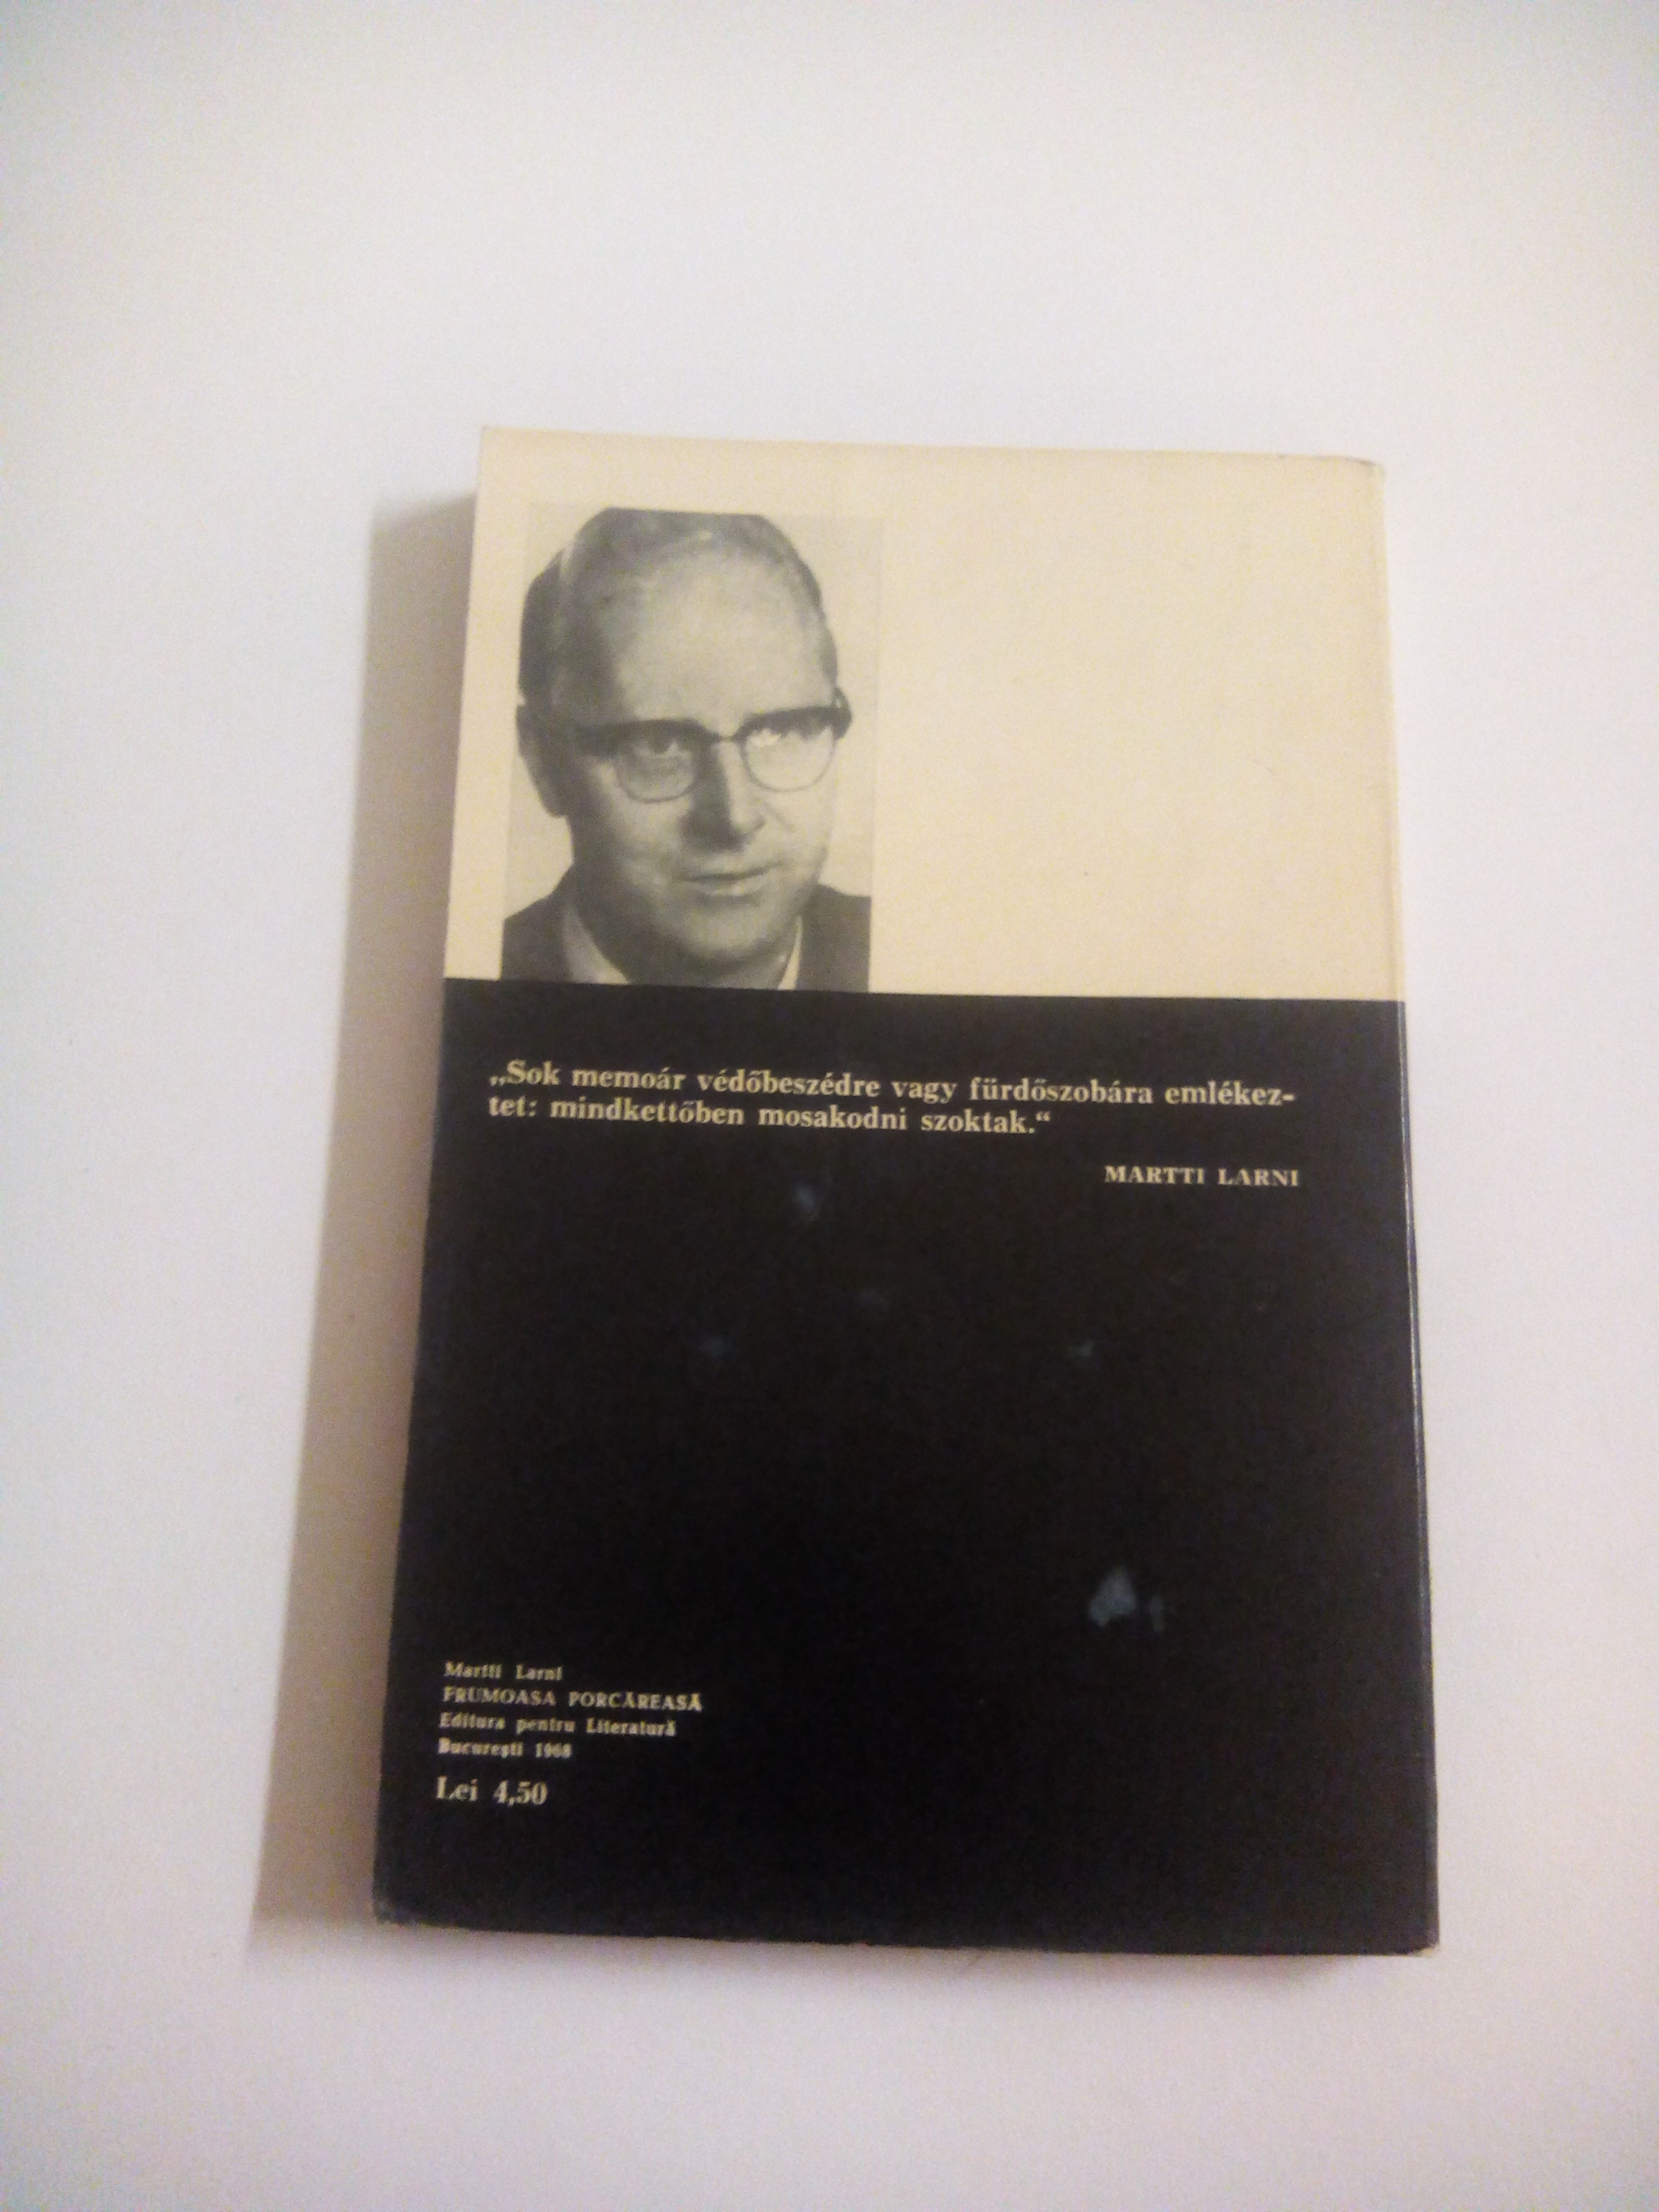 „Sok memoár védőbeszédre vagy fürdőszobára emlékez-
tet: mindkettőben mosakodni szoktak.“
MARTTI LARNI
Martti Larni
FRUMOASA PORCĂREASĂ
Editura pentru Literatură
București 1968
Lei 4,50